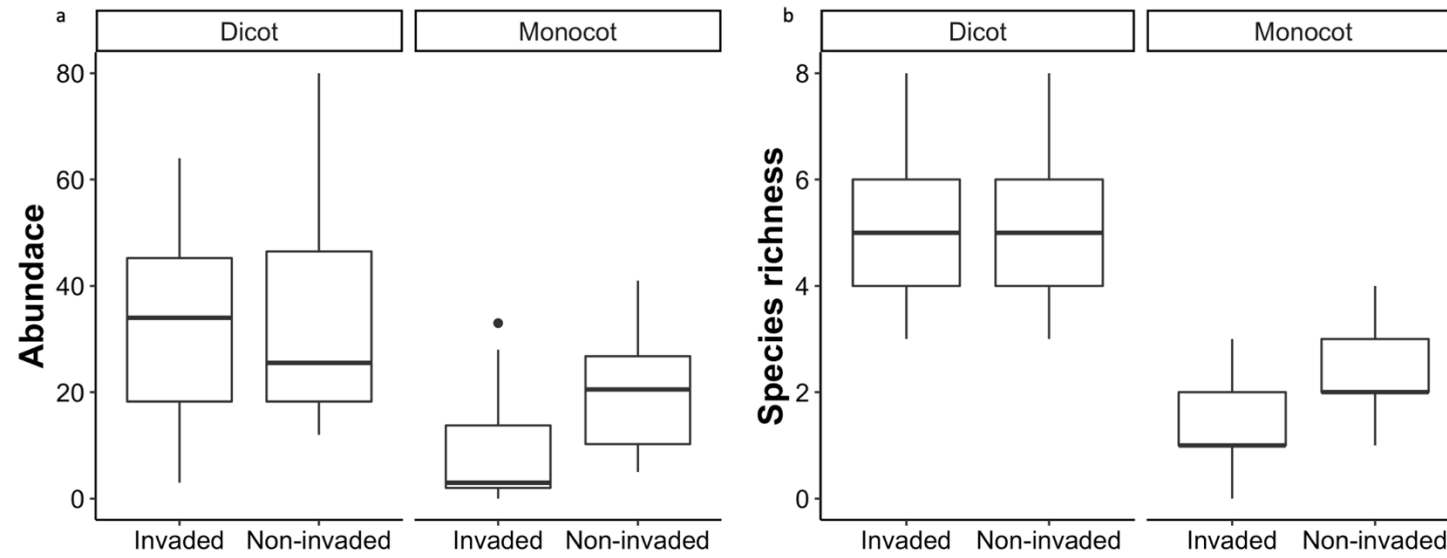 a
Dicot
Monocot
Abundace
80
60
40
20
0
Invaded
Non-invaded
Invaded
Non-invaded
b
Dicot
Monocot
Species richness
8
6
4
2
0
Invaded
Non-invaded
Invaded
Non-invaded